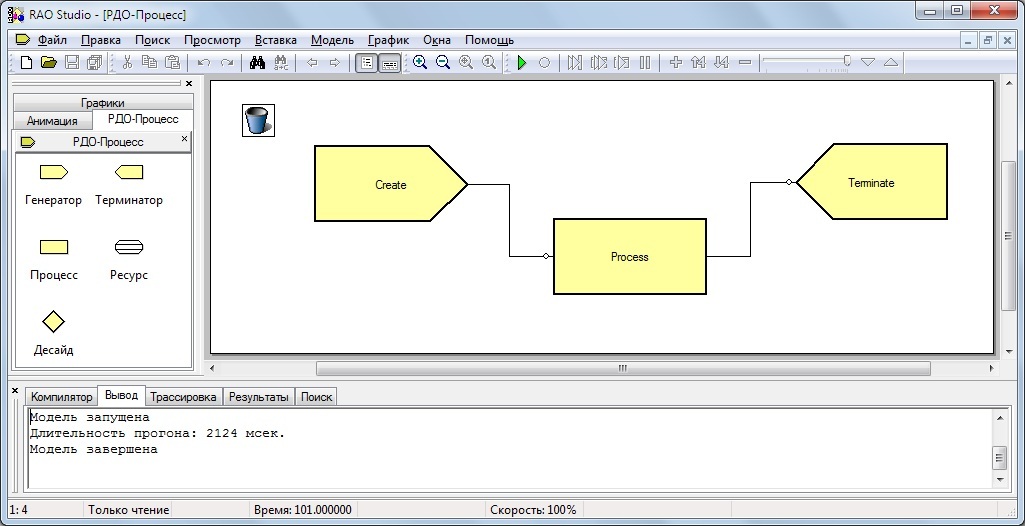 RAO Studio - [РДО-Процесс]
Файл Правка Поиск Просмотр Вставка Модель График Окна Помощь
Графики
Анимация РДО-Процесс
РДО-Процесс
Генератор Терминатор
Процесс Ресурс
Десайд
Create
Process
Terminate
Компилятор Вывод Трассировка Результаты Поиск
Модель запущена
Длительность прогона: 2124 мсек.
Модель завершена
1: 4 Только чтение Время: 101.000000 Скорость: 100%